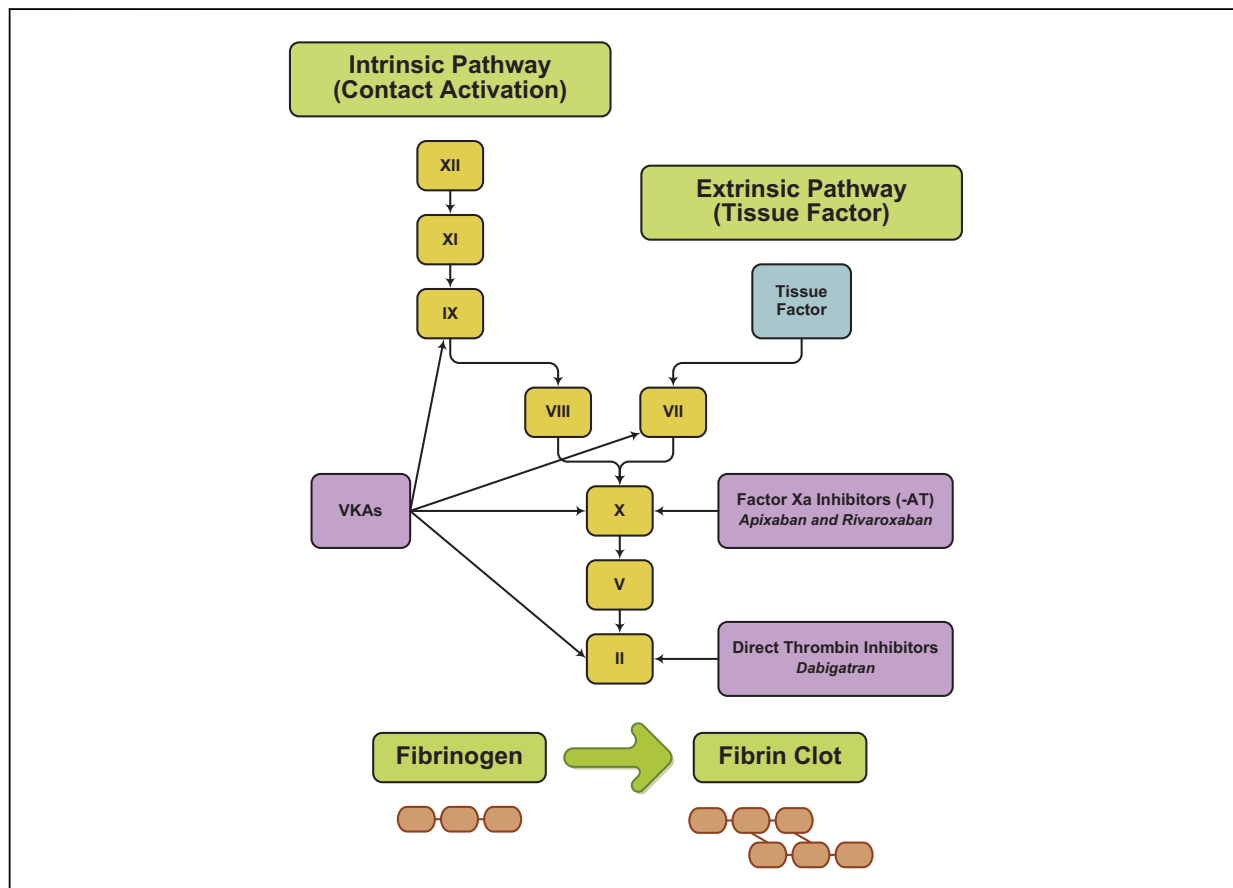 Intrinsic Pathway
(Contact Activation)
XII
Extrinsic Pathway
(Tissue Factor)
XI
IX
Tissue
Factor
VIII
VII
VKAs
X
Factor Xa Inhibitors (-AT)
Apixaban and Rivaroxaban
V
II
Direct Thrombin Inhibitors
Dabigatran
Fibrinogen
Fibrin Clot